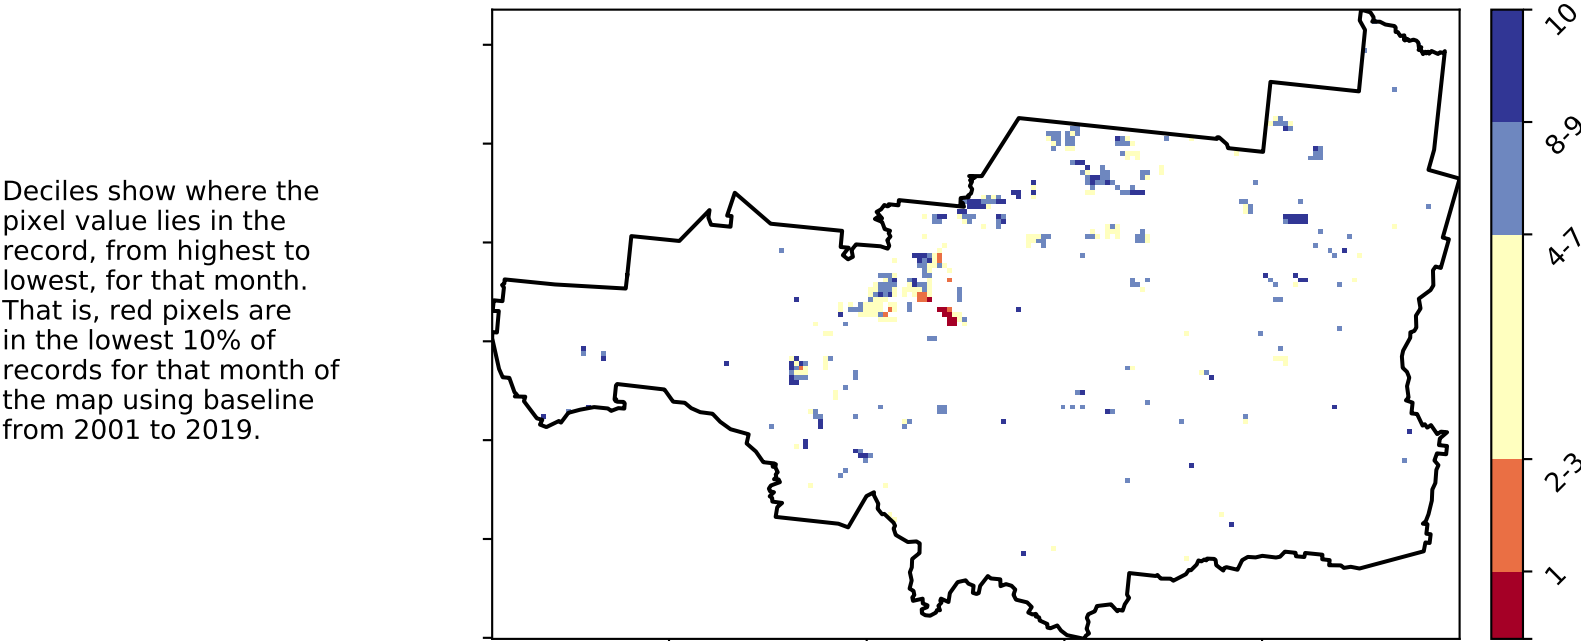 Deciles show where the
pixel value lies in the
record, from highest to
lowest, for that month.
That is, red pixels are
in the lowest 10% of
records for that month of
the map using baseline
from 2001 to 2019.
10
8-9
4-7
2-3
1